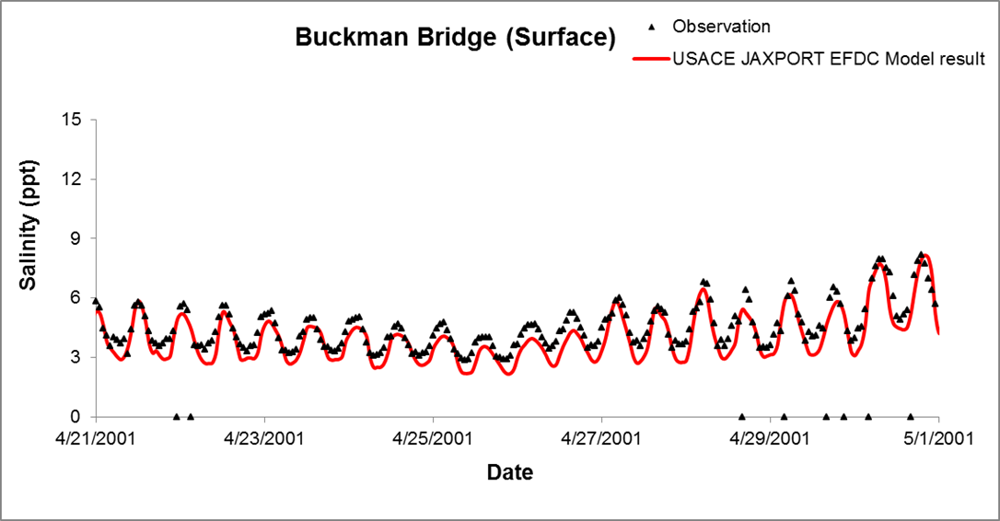 Buckman Bridge (Surface)
Observation
USACE JAXPORT EFDC Model result
Salinity (ppt)
15
12
9
6
3
0
4/21/2001 4/23/2001 4/25/2001 4/27/2001 4/29/2001 5/1/2001
Date